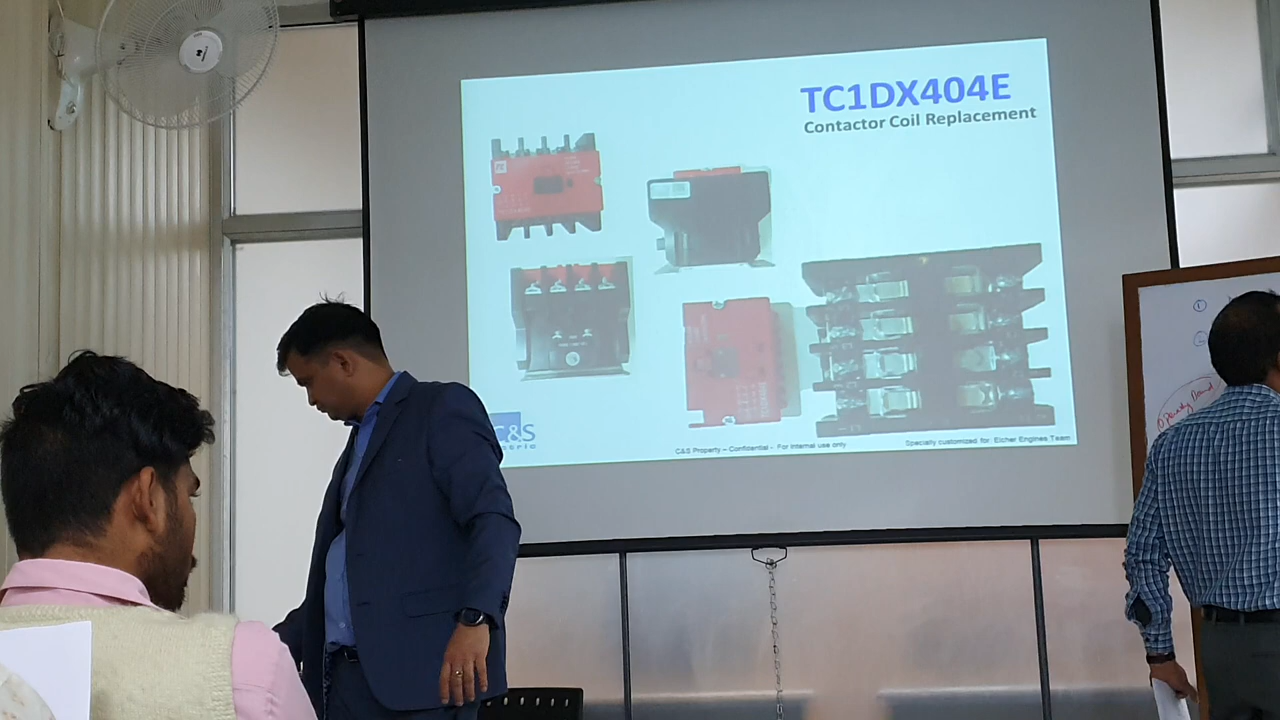 TC1DX404E
Contactor Coil Replacement
C&S
C&S Property – Confidential - For internal use only
Specially customized for: Eicher Engines Team